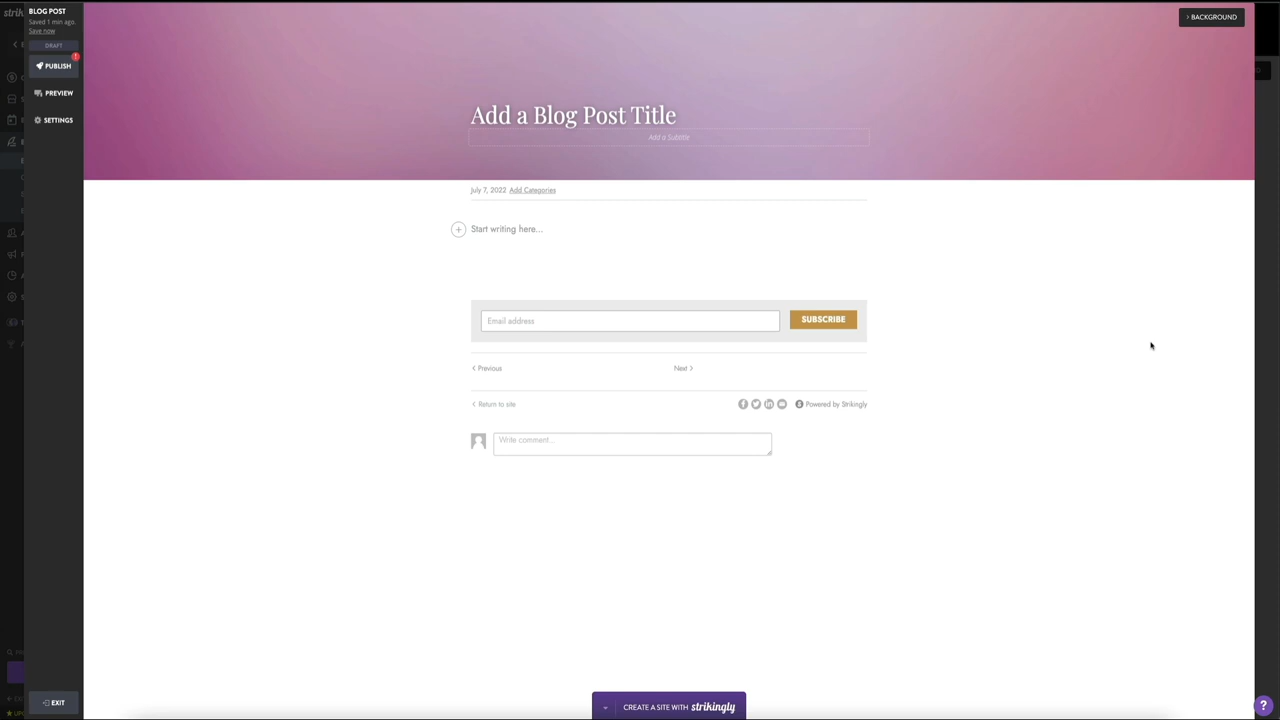 BLOG POST
Saved 1 min ago.
Save now
DRAFT
PUBLISH
1
PREVIEW
SETTINGS
EXIT
BACKGROUND
Add a Blog Post Title
Add a Subtitle
July 7, 2022 Add Categories
Start writing here...
Email address
SUBSCRIBE
Previous
Next
Return to site
Powered by Strikingly
Write comment...
CREATE A SITE WITH strikingly
?